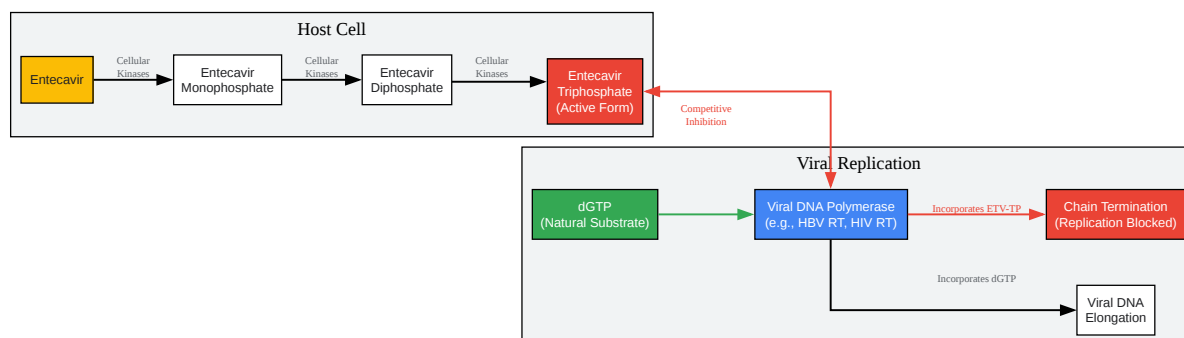 Host Cell
Entecavir
Cellular
Kinases
Entecavir
Monophosphate
Cellular
Kinases
Entecavir
Diphosphate
Cellular
Kinases
Entecavir
Triphosphate
(Active Form)
Competitive
Inhibition
Viral Replication
dGTP
(Natural Substrate)
Viral DNA Polymerase
(e.g., HBV RT, HIV RT)
Incorporates ETV-TP
Chain Termination
(Replication Blocked)
Incorporates dGTP
Viral DNA
Elongation